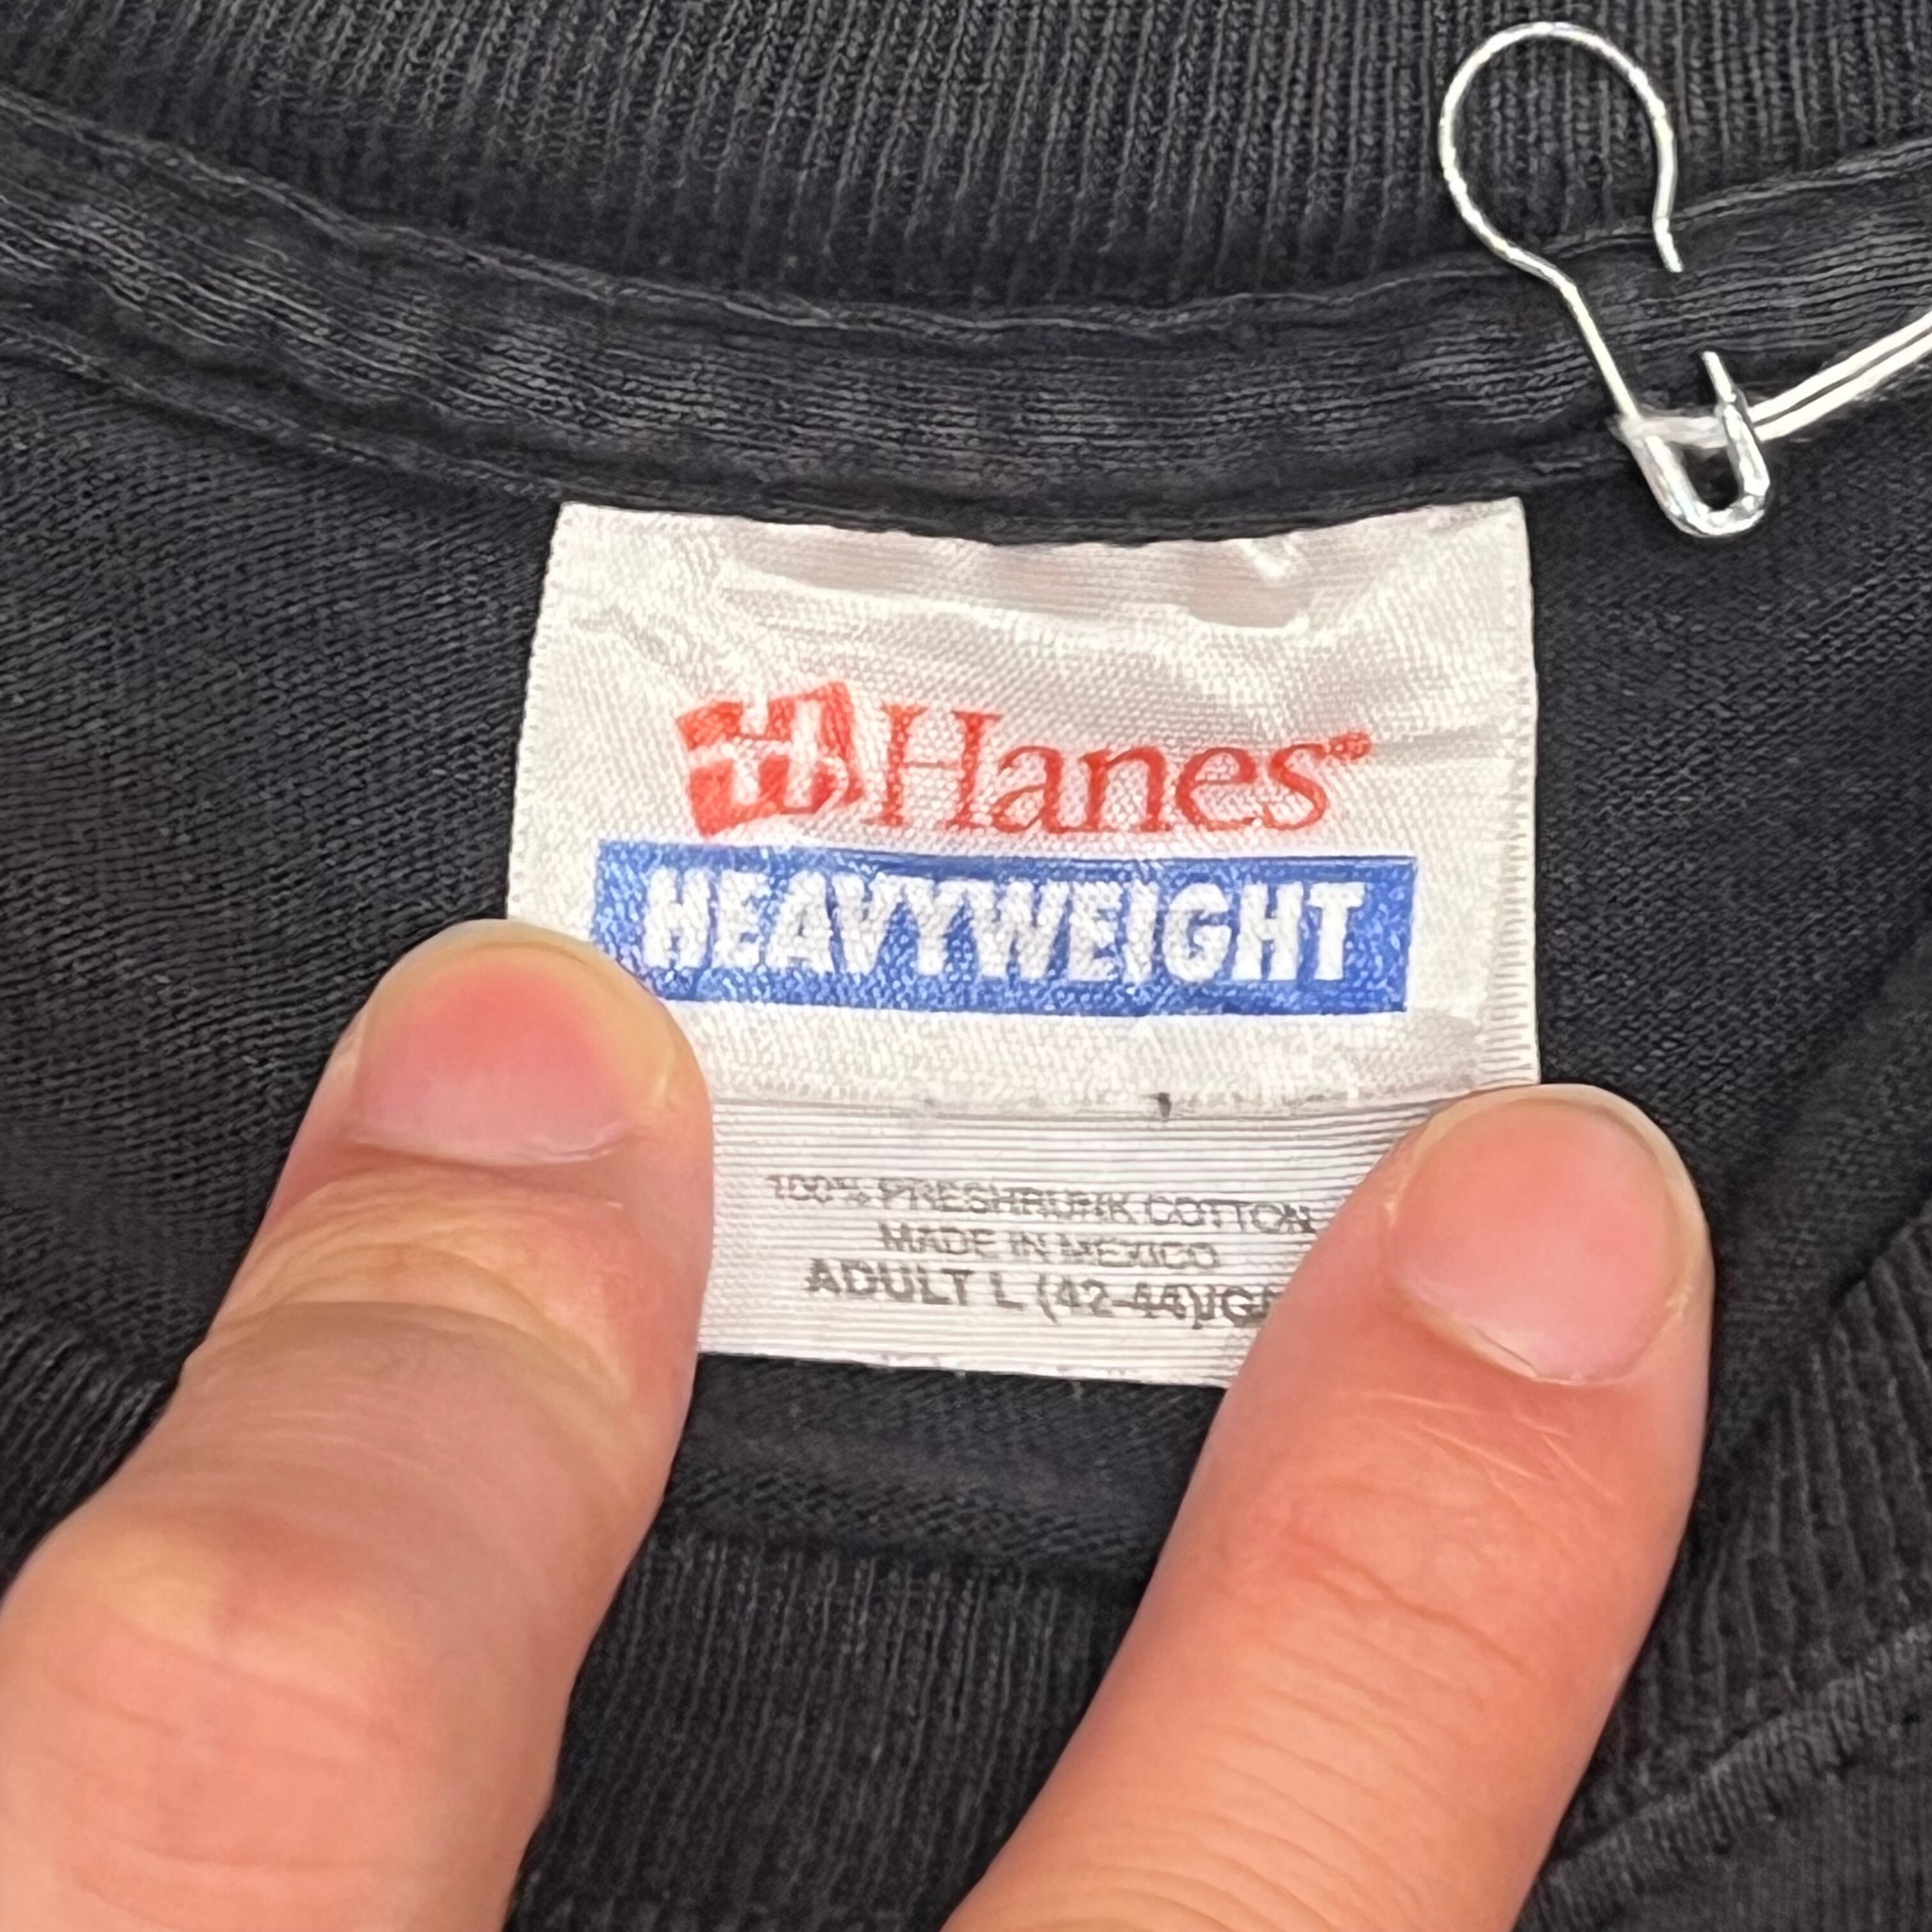 Hanes
HEAVYWEIGHT
100% PRESHRUNK COTTON
MADE IN MEXICO
ADULT L (42-44)/G